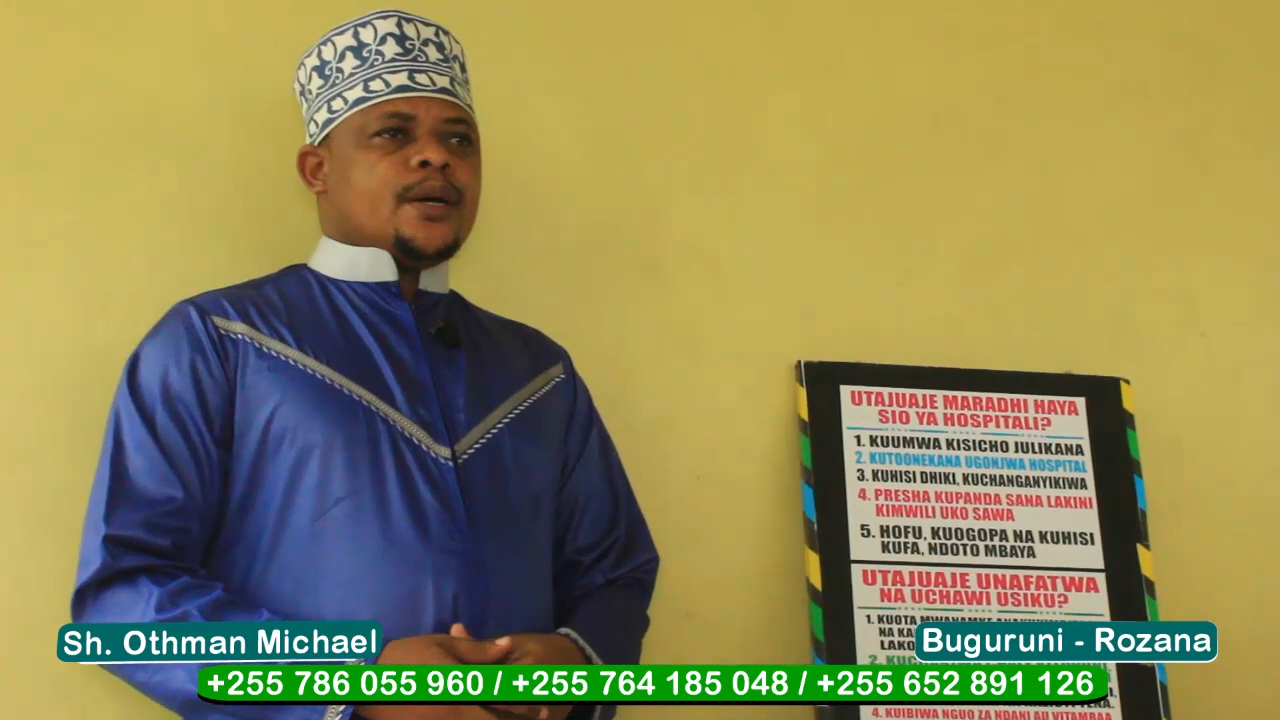 UTAJUAJE MARADHI HAYA
SIO YA HOSPITALI?
1. KUUMWA KISICHO JULIKANA
2. KUTOONEKANA UGONJWA HOSPITAL
3. KUHISI DHIKI, KUCHANGANYIKIWA
4. PRESHA KUPANDA SANA LAKINI
KIMWILI UKO SAWA
5. HOFU, KUOGOPA NA KUHISI
KUFA, NDOTO MBAYA
UTAJUAJE UNAFATWA
NA UCHAWI USIKU?
1. KUOTA
4. KUIBIWA NGUO ZA NDANI AU VITAMBAA
Sh. Othman Michael
Buguruni - Rozana
+255 786 055 960 / +255 764 185 048 / +255 652 891 126